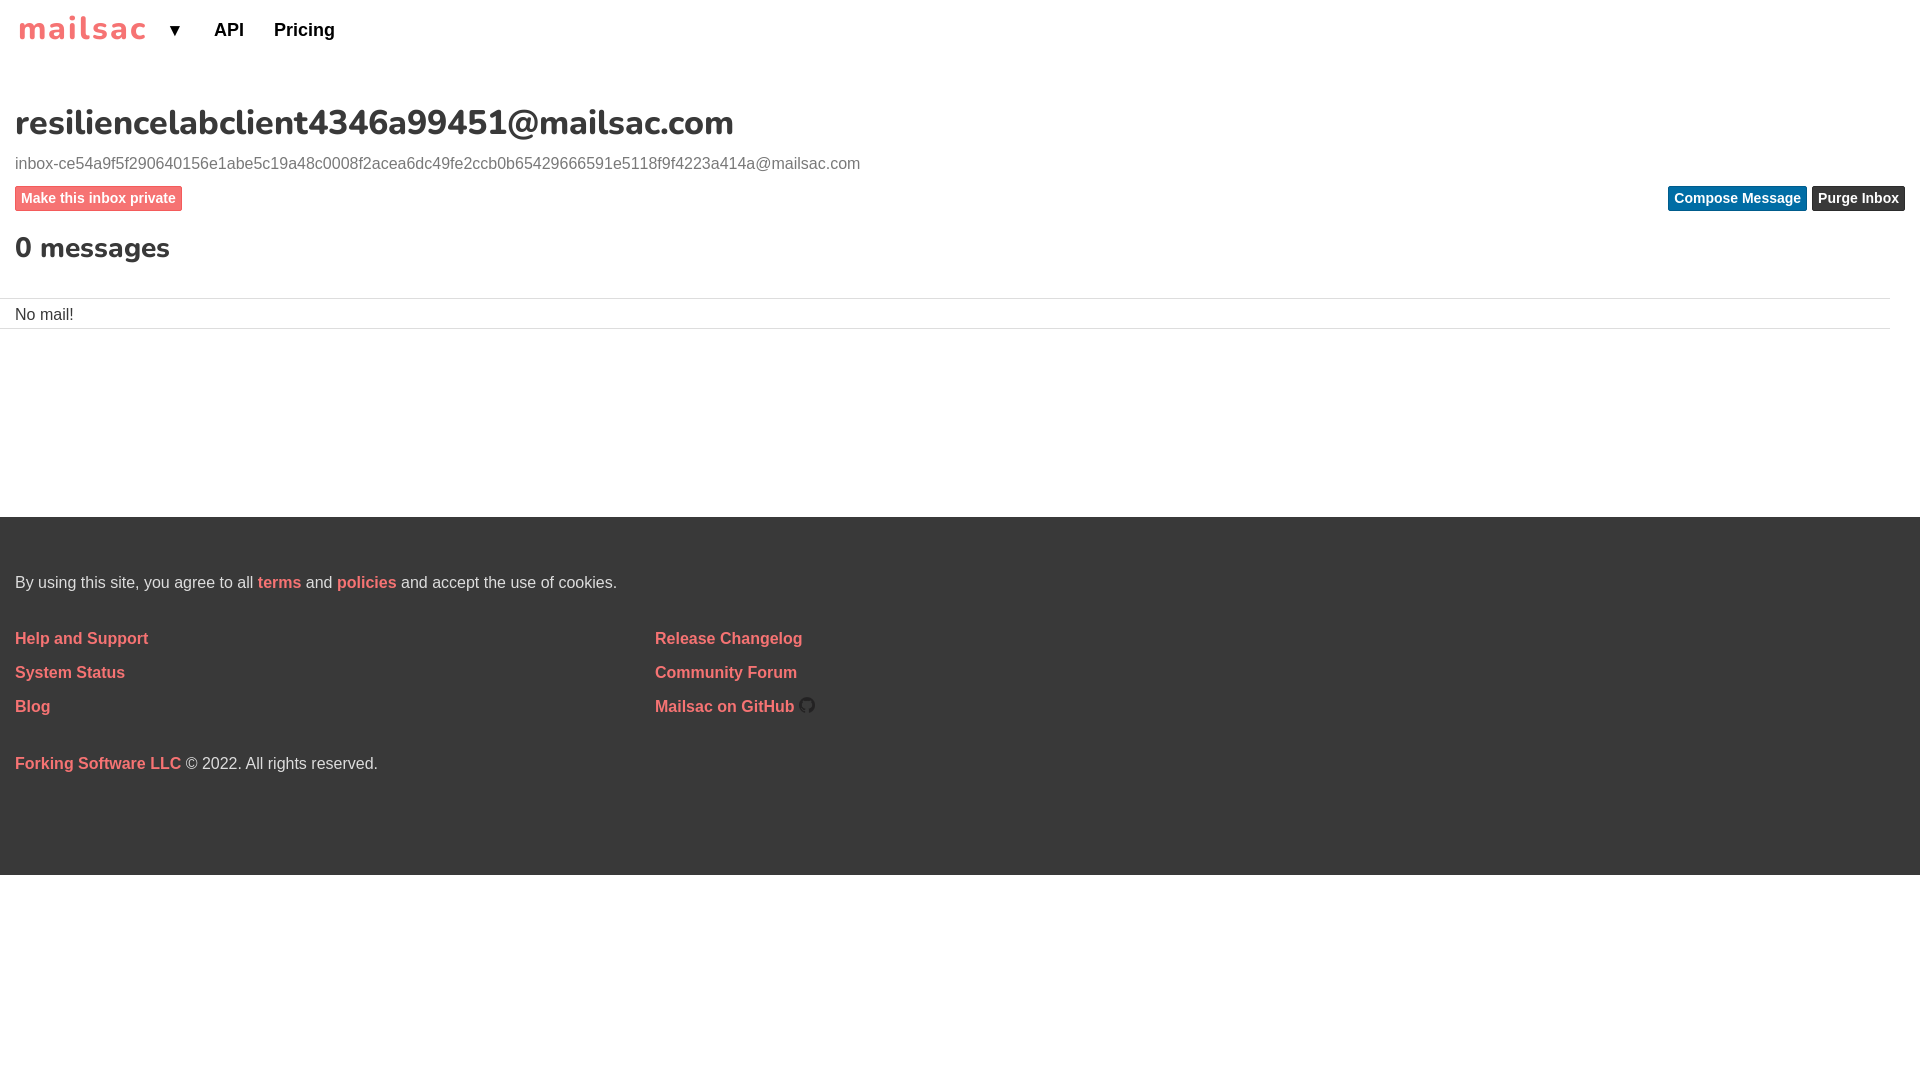 mailsac ▼ API Pricing
resiliencelabclient4346a99451@mailsac.com
inbox-ce54a9f5f290640156e1abe5c19a48c0008f2acea6dc49fe2ccb0b65429666591e5118f9f4223a414a@mailsac.com
Make this inbox private Compose Message Purge Inbox
0 messages
No mail!
By using this site, you agree to all terms and policies and accept the use of cookies.
Help and Support
System Status
Blog
Release Changelog
Community Forum
Mailsac on GitHub
Forking Software LLC © 2022. All rights reserved.